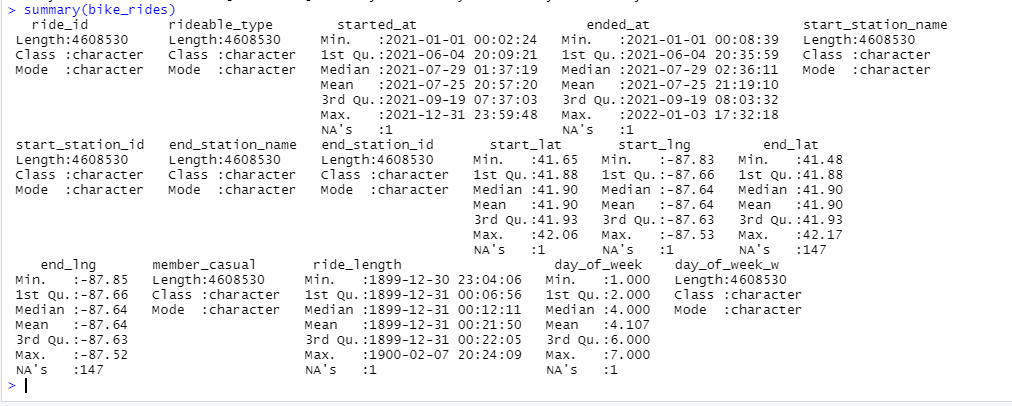 > summary(bike_rides)
ride_id rideable_type started_at ended_at start_station_name
Length:4608530 Length:4608530 Min. :2021-01-01 00:02:24 Min. :2021-01-01 00:08:39 Length:4608530
Class :character Class :character 1st Qu.:2021-06-04 20:09:21 1st Qu.:2021-06-04 20:35:59 Class :character
Mode :character Mode :character Median :2021-07-29 01:37:19 Median :2021-07-29 02:36:11 Mode :character
Mean :2021-07-25 20:57:20 Mean :2021-07-25 21:19:10
3rd Qu.:2021-09-19 07:37:03 3rd Qu.:2021-09-19 08:03:32
Max. :2021-12-31 23:59:48 Max. :2022-01-03 17:32:18
NA's :1 NA's :1
start_station_id end_station_name end_station_id start_lat start_lng end_lat
Length:4608530 Length:4608530 Length:4608530 Min. :41.65 Min. :-87.83 Min. :41.48
Class :character Class :character Class :character 1st Qu.:41.88 1st Qu.:-87.66 1st Qu.:41.88
Mode :character Mode :character Mode :character Median :41.90 Median :-87.64 Median :41.90
Mean :41.90 Mean :-87.64 Mean :41.90
3rd Qu.:41.93 3rd Qu.:-87.63 3rd Qu.:41.93
Max. :42.06 Max. :-87.53 Max. :42.17
NA's :1 NA's :1 NA's :147
end_lng member_casual ride_length day_of_week day_of_week_w
Min. :-87.85 Length:4608530 Min. :1899-12-30 23:04:06 Min. :1.000 Length:4608530
1st Qu.:-87.66 Class :character 1st Qu.:1899-12-31 00:06:56 1st Qu.:2.000 Class :character
Median :-87.64 Mode :character Median :1899-12-31 00:12:11 Median :4.000 Mode :character
Mean :-87.64 Mean :1899-12-31 00:21:50 Mean :4.107
3rd Qu.:-87.63 3rd Qu.:1899-12-31 00:22:05 3rd Qu.:6.000
Max. :-87.52 Max. :1900-02-07 20:24:09 Max. :7.000
NA's :147 NA's :1 NA's :1
>